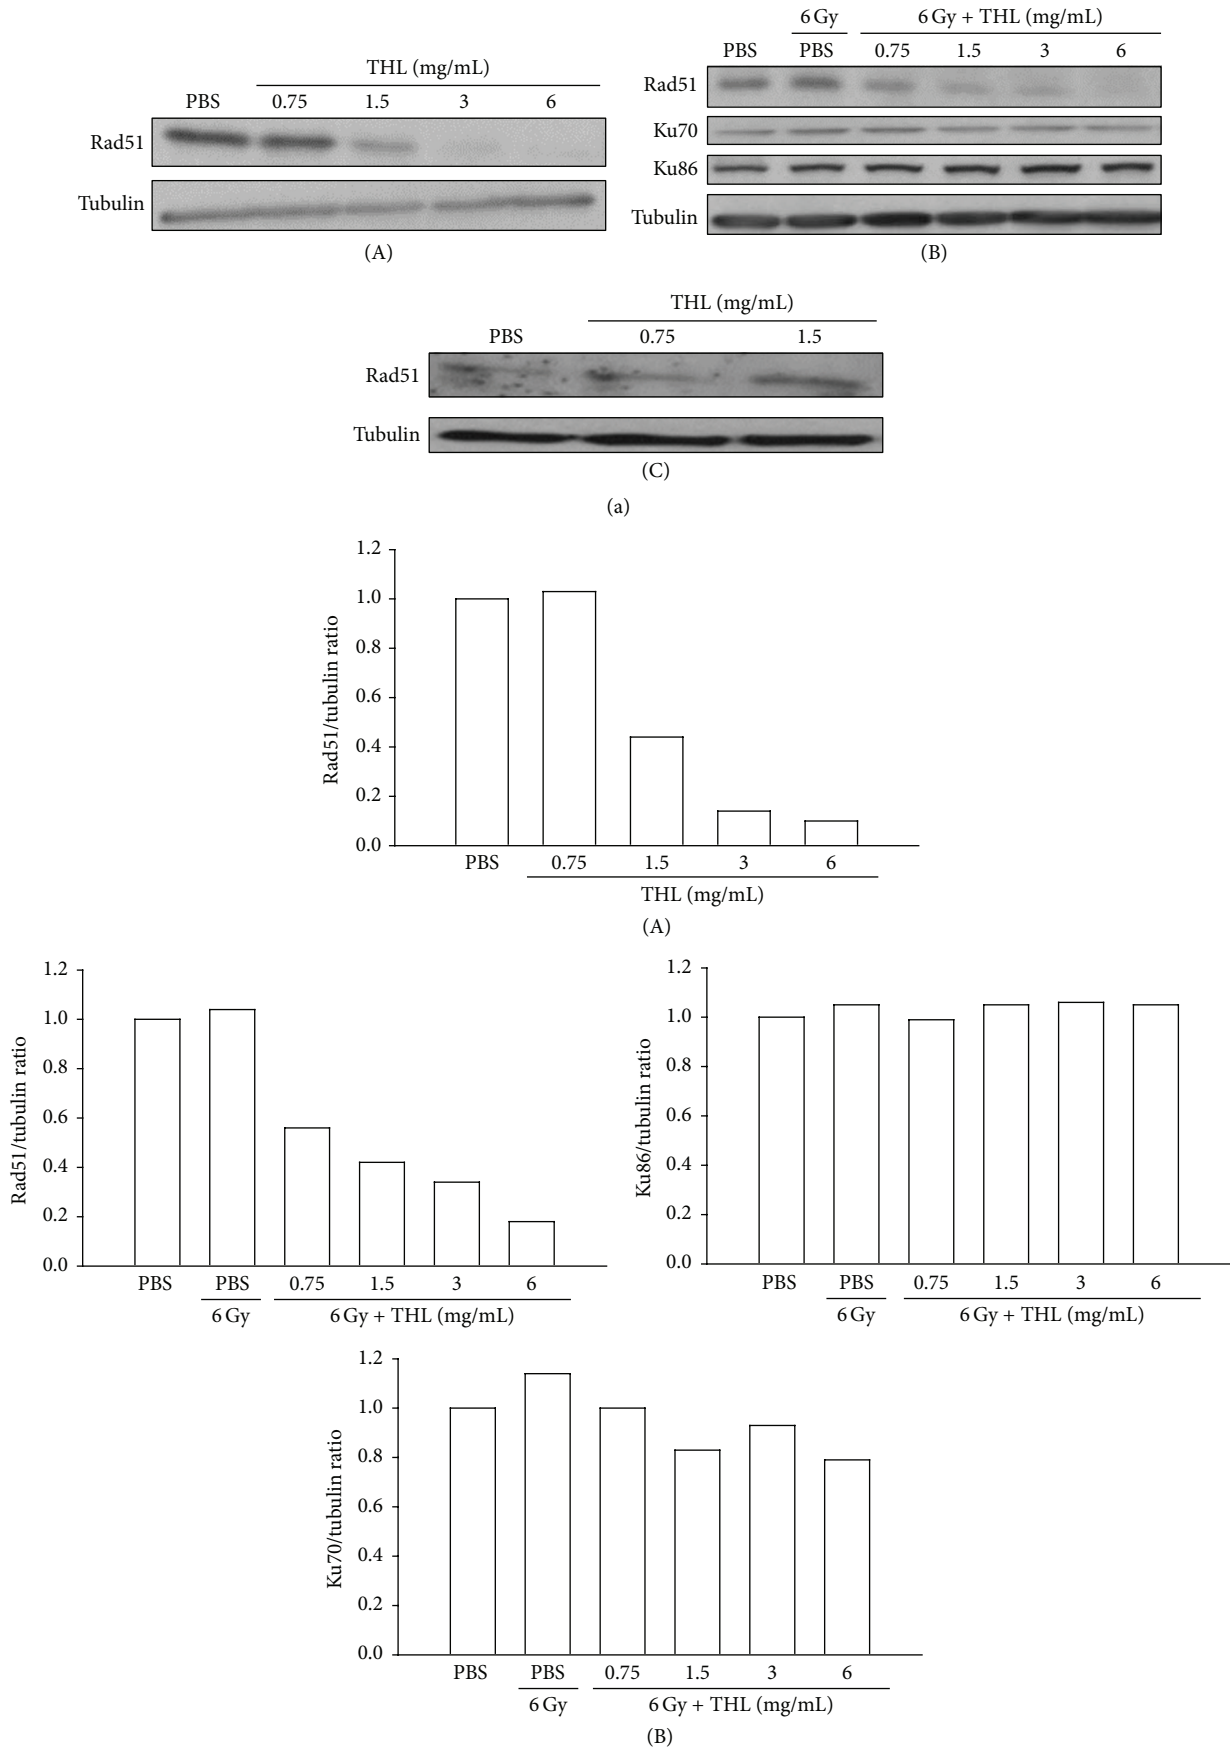 THL (mg/mL)
PBS 0.75 1.5 3 6
Rad51
Tubulin
(A)
6 Gy 6 Gy + THL (mg/mL)
PBS PBS 0.75 1.5 3 6
Rad51
Ku70
Ku86
Tubulin
(B)
THL (mg/mL)
PBS 0.75 1.5
Rad51
Tubulin
(C)
(a)
Rad51/tubulin ratio
1.2
1.0
0.8
0.6
0.4
0.2
0.0
PBS 0.75 1.5 3 6
THL (mg/mL)
(A)
Rad51/tubulin ratio
1.2
1.0
0.8
0.6
0.4
0.2
0.0
PBS PBS 0.75 1.5 3 6
6 Gy 6 Gy + THL (mg/mL)
Ku86/tubulin ratio
1.2
1.0
0.8
0.6
0.4
0.2
0.0
PBS PBS 0.75 1.5 3 6
6 Gy 6 Gy + THL (mg/mL)
Ku70/tubulin ratio
1.2
1.0
0.8
0.6
0.4
0.2
0.0
PBS PBS 0.75 1.5 3 6
6 Gy 6 Gy + THL (mg/mL)
(B)